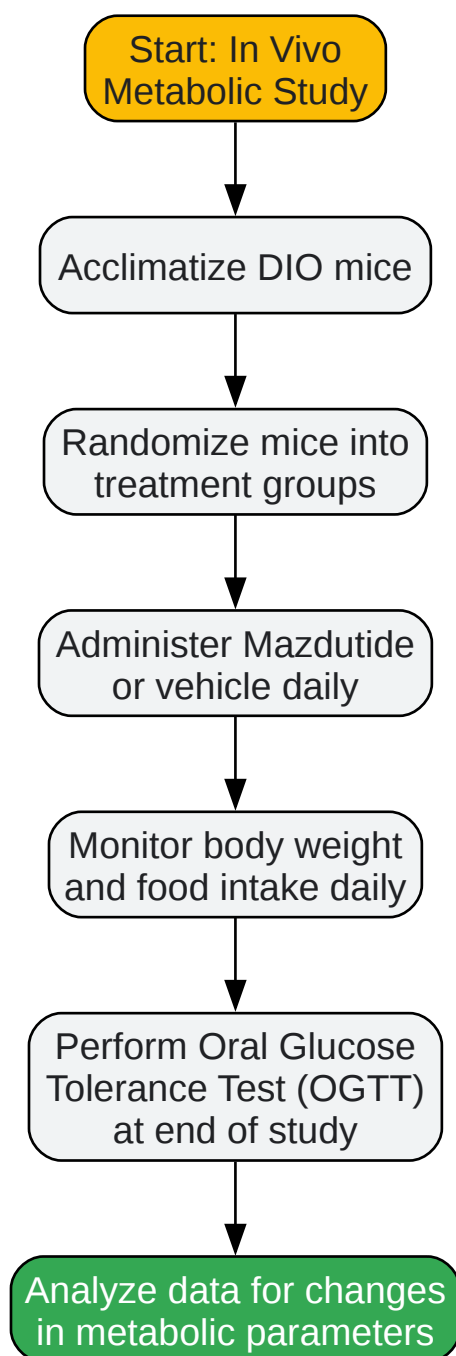 Start: In Vivo
Metabolic Study
Acclimatize DIO mice
Randomize mice into
treatment groups
Administer Mazdutide
or vehicle daily
Monitor body weight
and food intake daily
Perform Oral Glucose
Tolerance Test (OGTT)
at end of study
Analyze data for changes
in metabolic parameters